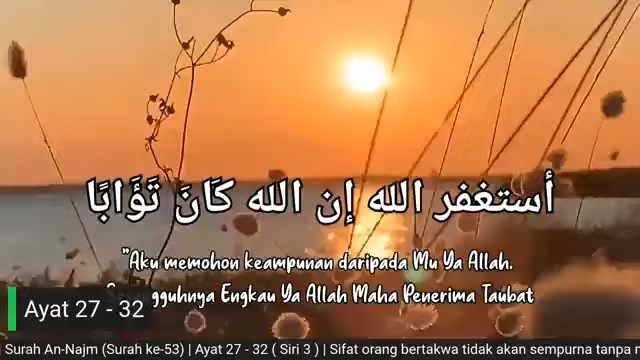 أستغفر الله إن الله كَانَ تَؤَابًا
"Aku memohon keampunan daripada Mu Ya Allah.
Engkau Ya Allah Maha Penerima Taubat
Ayat 27 - 32
Surah An-Najm (Surah ke-53) | Ayat 27 - 32 ( Siri 3 ) | Sifat orang bertakwa tidak akan sempurna tanpa